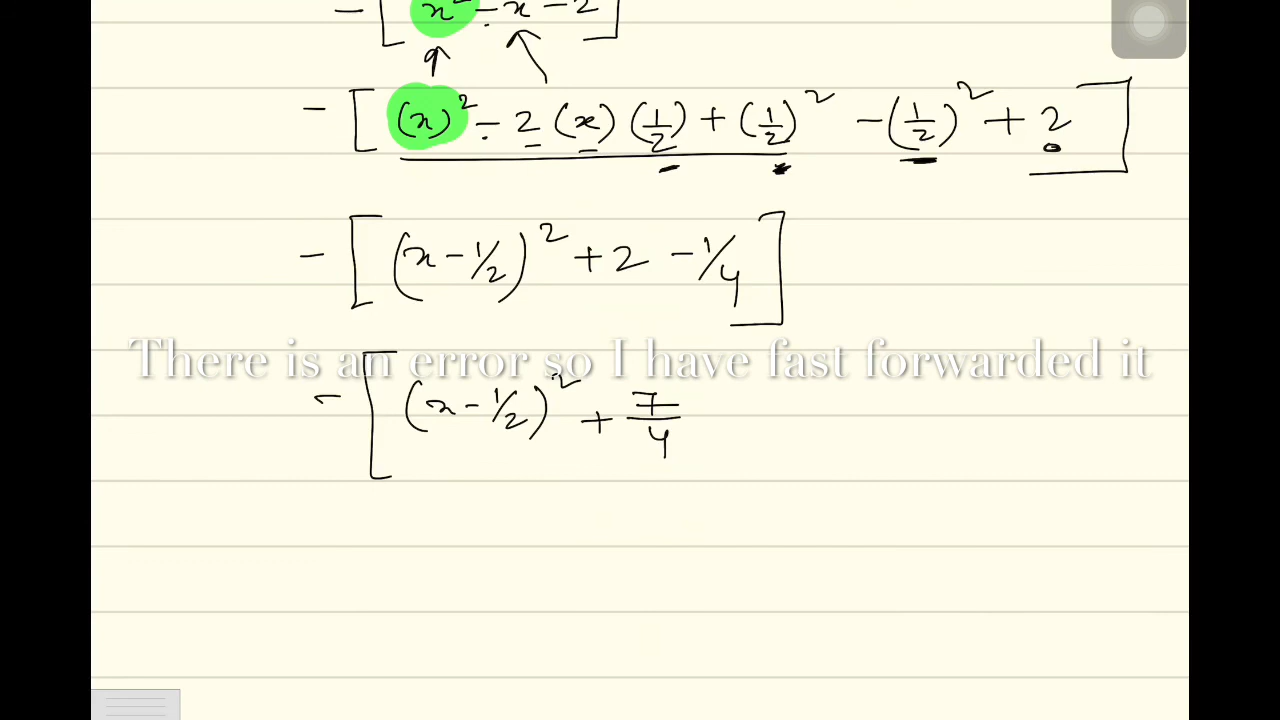 - [ x² - x - 2 ]
- [ (x)² - 2 (x) (1/2) + (1/2)² - (1/2)² + 2 ]
- [ (x - 1/2)² + 2 - 1/4 ]
There is an error so I have fast forwarded it
- [ (x - 1/2)² + 7/4